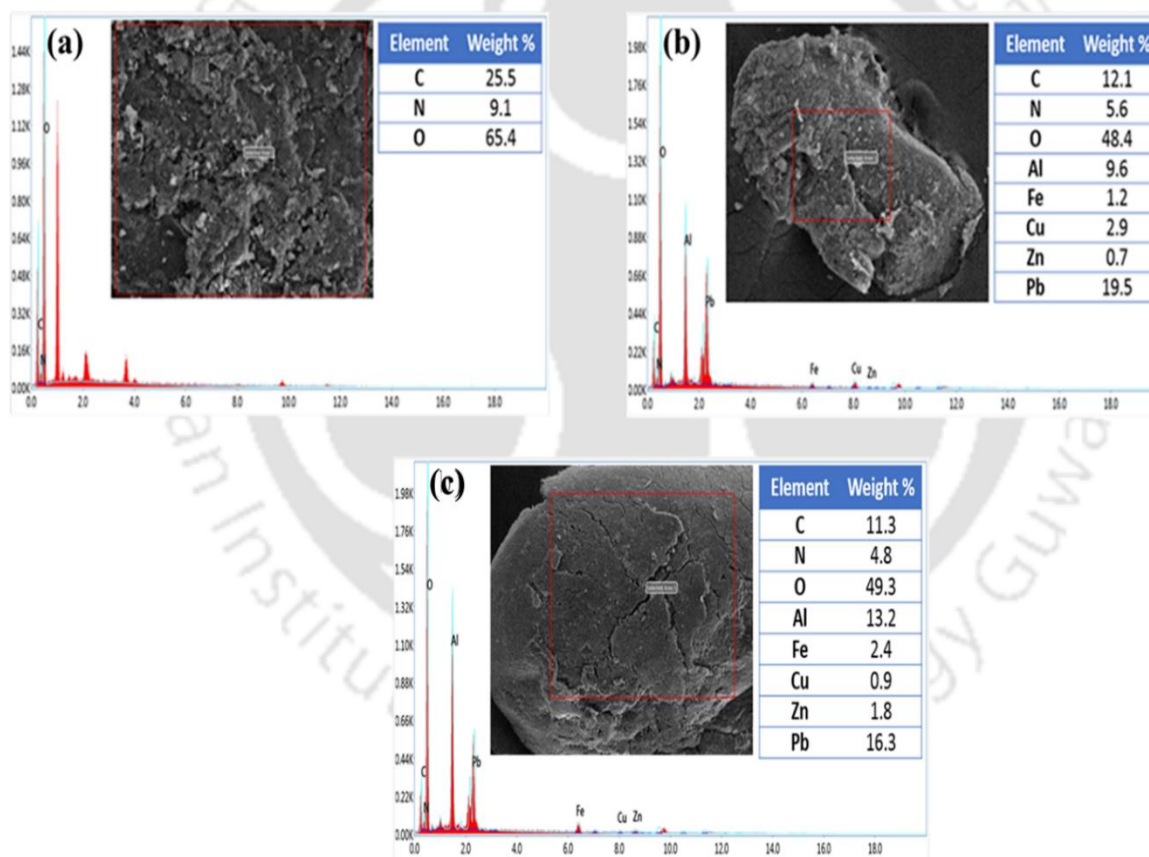 (a)
Element Weight %
C 25.5
N 9.1
O 65.4
1.44K
1.28K
1.12K
0.96K
0.80K
0.64K
0.48K
0.32K
0.16K
0.00K
O
C
N
0.0 2.0 4.0 6.0 8.0 10.0 12.0 14.0 16.0 18.0
(b)
Element Weight %
C 12.1
N 5.6
O 48.4
Al 9.6
Fe 1.2
Cu 2.9
Zn 0.7
Pb 19.5
1.98K
1.76K
1.54K
1.32K
1.10K
0.88K
0.66K
0.44K
0.22K
0.00K
O
Al
Pb
C
N
Fe Cu Zn
0.0 2.0 4.0 6.0 8.0 10.0 12.0 14.0 16.0 18.0
(c)
Element Weight %
C 11.3
N 4.8
O 49.3
Al 13.2
Fe 2.4
Cu 0.9
Zn 1.8
Pb 16.3
1.98K
1.76K
1.54K
1.32K
1.10K
0.88K
0.66K
0.44K
0.22K
0.00K
O
Al
Pb
C
N
Fe Cu Zn
0.0 2.0 4.0 6.0 8.0 10.0 12.0 14.0 16.0 18.0